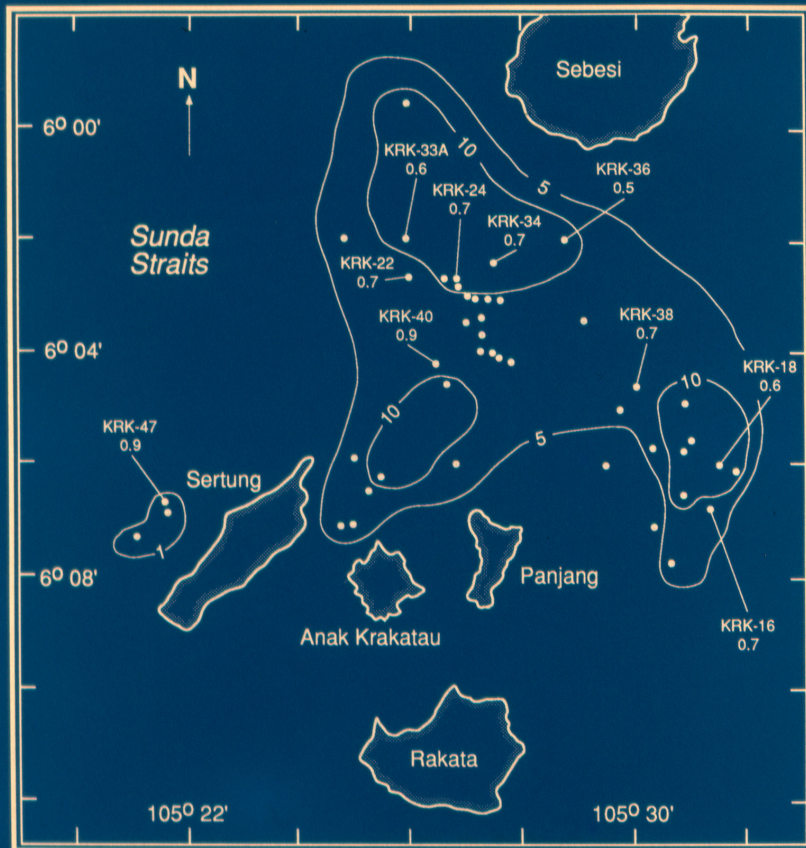 Sebesi
N
6° 00'
10
5
KRK-33A
0.6
KRK-24
0.7
KRK-36
0.5
KRK-34
0.7
Sunda
Straits
KRK-22
0.7
KRK-40
0.9
KRK-38
0.7
6° 04'
KRK-18
0.6
10
10
KRK-47
0.9
5
Sertung
1
6° 08'
Panjang
Anak Krakatau
KRK-16
0.7
Rakata
105° 22'
105° 30'